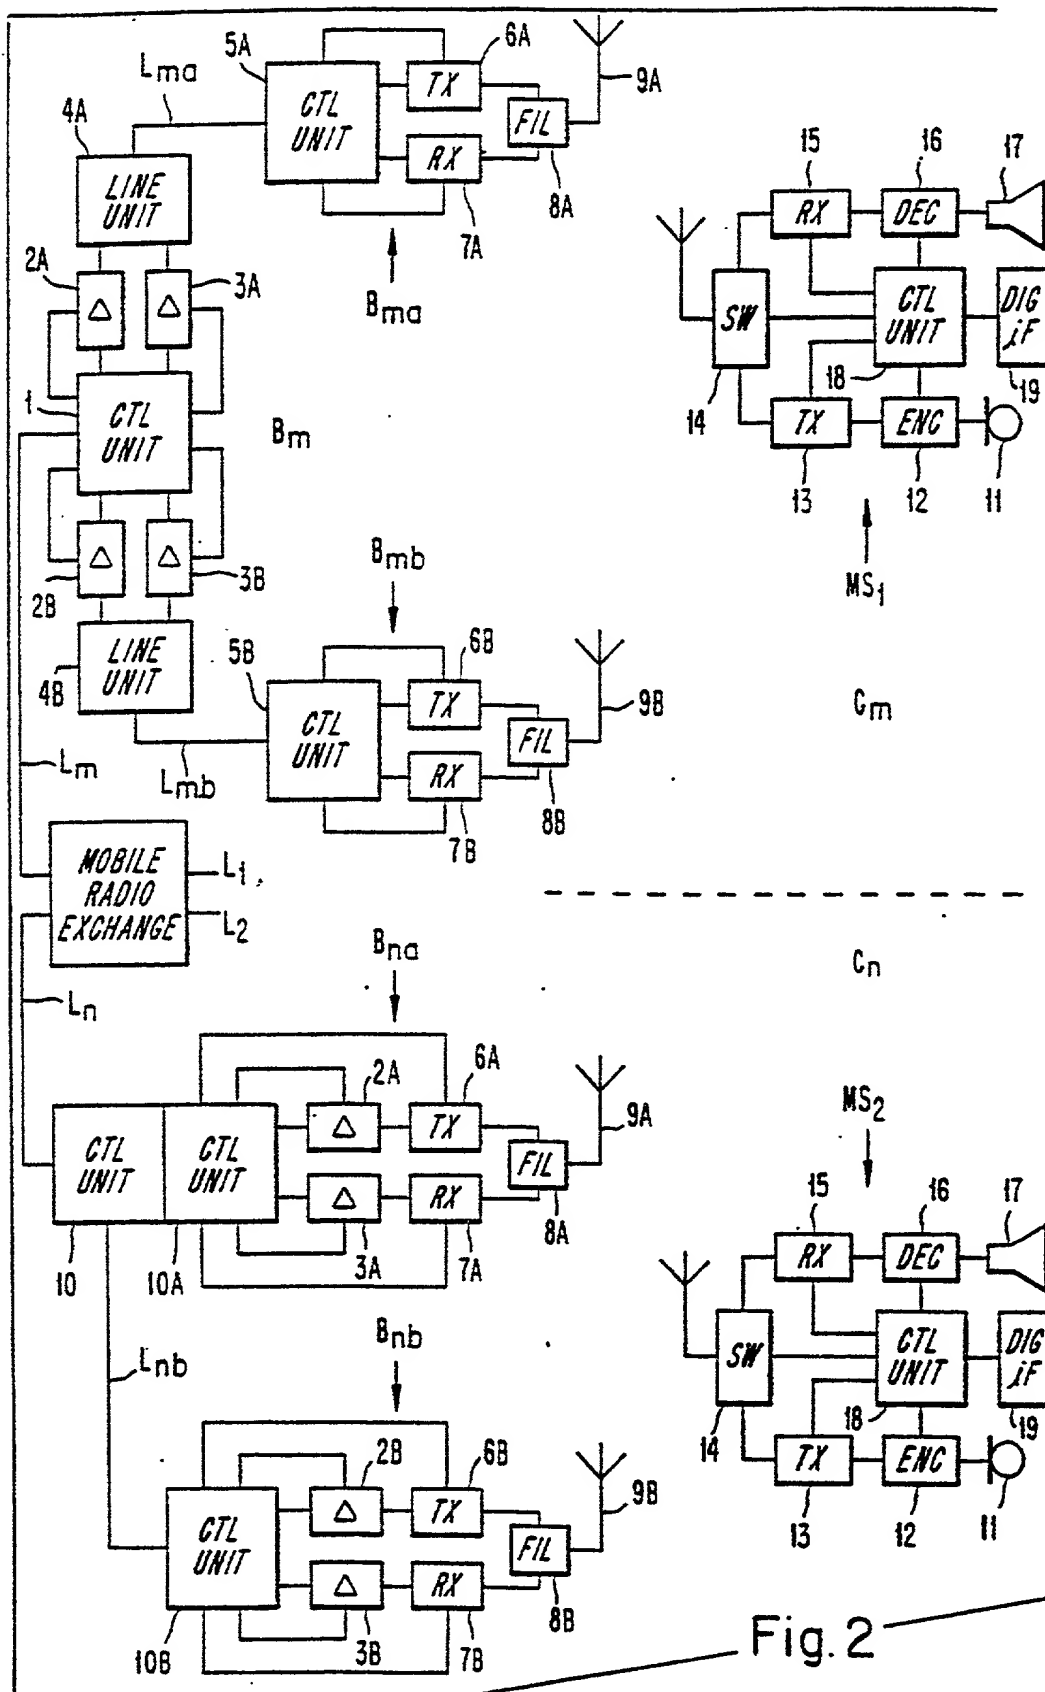 5A
6A
Lma
TX
9A
4A
CTL
UNIT
FIL
LINE
UNIT
RX
8A
7A
2A
3A
Bma
1
CTL
UNIT
Bm
2B
3B
Bmb
LINE
UNIT
4B
5B
6B
TX
9B
CTL
UNIT
FIL
Lm
Lmb
RX
8B
7B
Cm
15
16
17
RX
DEC
SW
CTL
UNIT
DIG
iF
14
18
19
TX
ENC
13
12
11
MS1
MOBILE
RADIO
EXCHANGE
L1
L2
Ln
Bna
Cn
2A
6A
TX
9A
CTL
UNIT
CTL
UNIT
FIL
RX
8A
10
10A
3A
7A
Lnb
Bnb
2B
6B
TX
9B
CTL
UNIT
FIL
RX
8B
10B
3B
7B
MS2
15
16
17
RX
DEC
SW
CTL
UNIT
DIG
iF
14
18
19
TX
ENC
13
12
11
Fig. 2